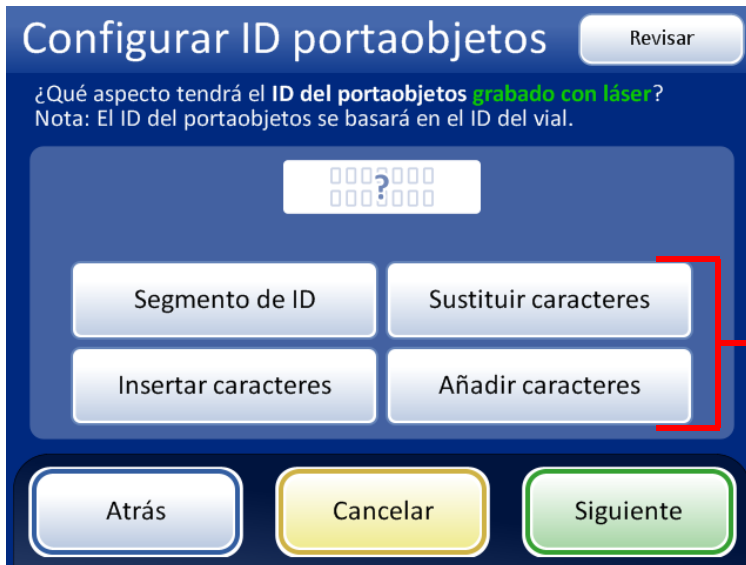 Configurar ID portaobjetos
Revisar
¿Qué aspecto tendrá el ID del portaobjetos grabado con láser?
Nota: El ID del portaobjetos se basará en el ID del vial.
?
Segmento de ID
Sustituir caracteres
Insertar caracteres
Añadir caracteres
Atrás
Cancelar
Siguiente